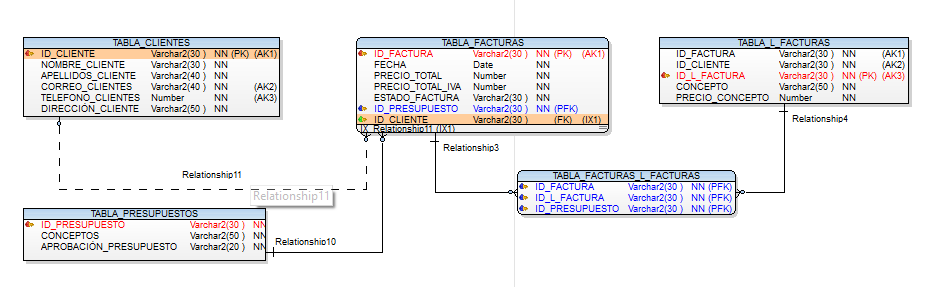 TABLA_CLIENTES
ID_CLIENTE Varchar2(30 ) NN (PK) (AK1)
NOMBRE_CLIENTE Varchar2(30 ) NN
APELLIDOS_CLIENTE Varchar2(40 ) NN
CORREO_CLIENTES Varchar2(40 ) NN (AK2)
TELEFONO_CLIENTES Number NN (AK3)
DIRECCIÓN_CLIENTE Varchar2(50 ) NN
TABLA_FACTURAS
ID_FACTURA Varchar2(30 ) NN (PK) (AK1)
FECHA Date NN
PRECIO_TOTAL Number NN
PRECIO_TOTAL_IVA Number NN
ESTADO_FACTURA Varchar2(30 ) NN
ID_PRESUPUESTO Varchar2(30 ) NN (PFK)
ID_CLIENTE Varchar2(30 ) (FK) (IX1)
IX Relationship11 (IX1)
TABLA_L_FACTURAS
ID_FACTURA Varchar2(30 ) NN (AK1)
ID_CLIENTE Varchar2(30 ) NN (AK2)
ID_L_FACTURA Varchar2(30 ) NN (PK) (AK3)
CONCEPTO Varchar2(50 ) NN
PRECIO_CONCEPTO Number NN
Relationship4
Relationship3
Relationship11
Relationship11
TABLA_FACTURAS_L_FACTURAS
ID_FACTURA Varchar2(30 ) NN (PFK)
ID_L_FACTURA Varchar2(30 ) NN (PFK)
ID_PRESUPUESTO Varchar2(30 ) NN (PFK)
TABLA_PRESUPUESTOS
ID_PRESUPUESTO Varchar2(30 ) NN
CONCEPTOS Varchar2(50 ) NN
APROBACIÓN_PRESUPUESTO Varchar2(20 ) NN
Relationship10